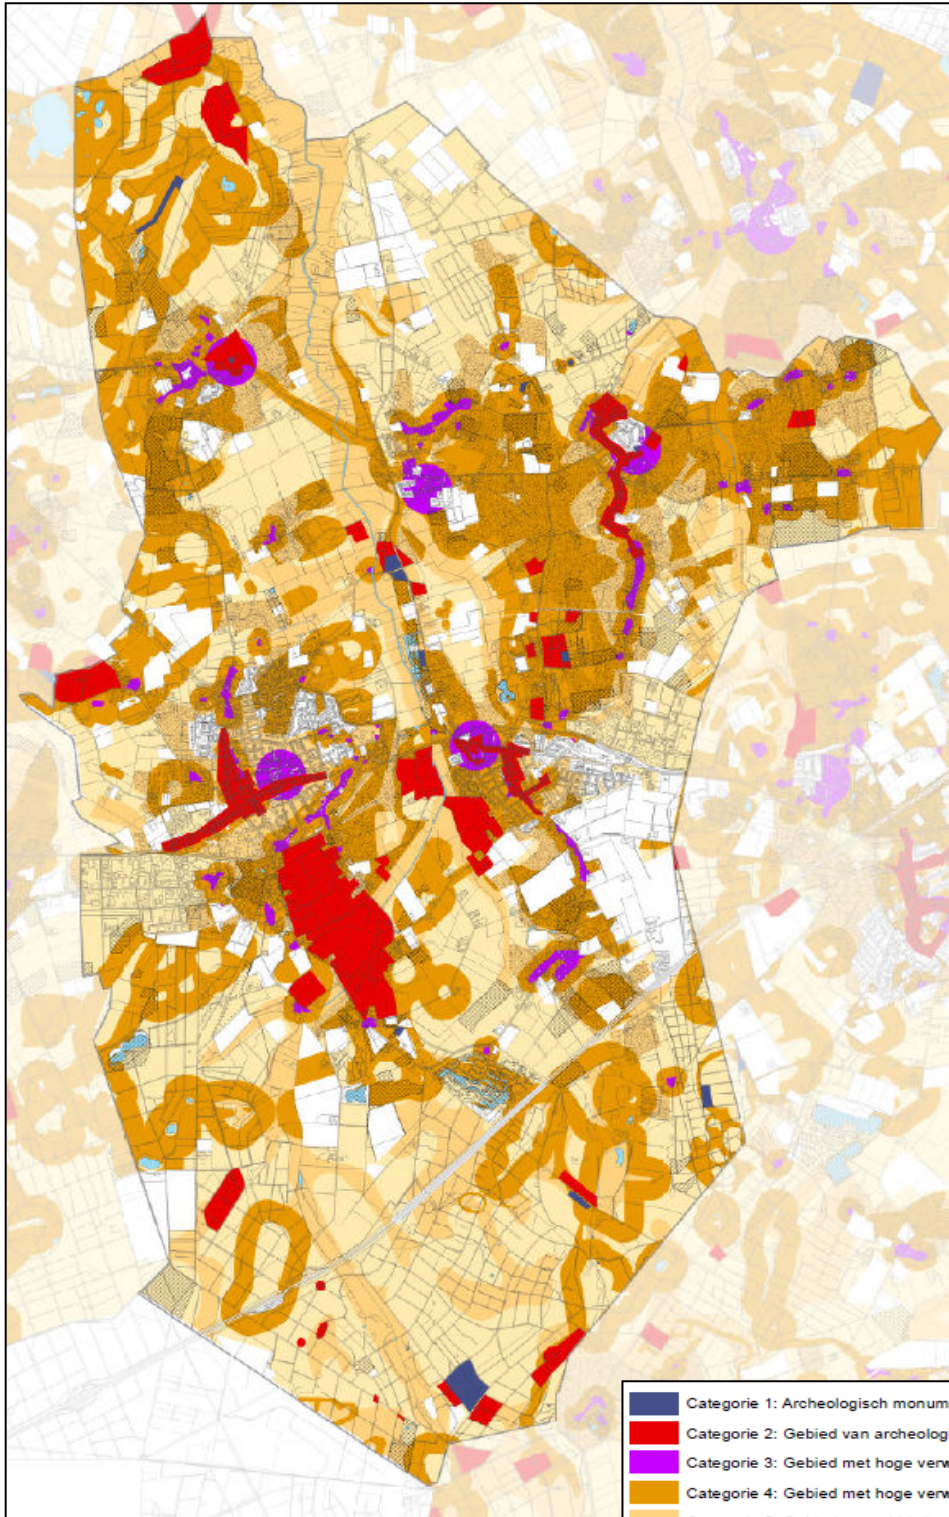 Categorie 1: Archeologisch monum
Categorie 2: Gebied van archeolog
Categorie 3: Gebied met hoge verw
Categorie 4: Gebied met hoge verw